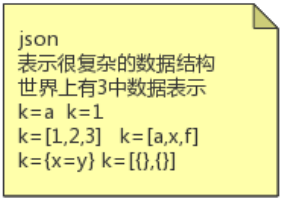 json
表示很复杂的数据结构
世界上有3中数据表示
k=a  k=1
k=[1,2,3]   k=[a,x,f]
k={x=y} k=[{},{}]